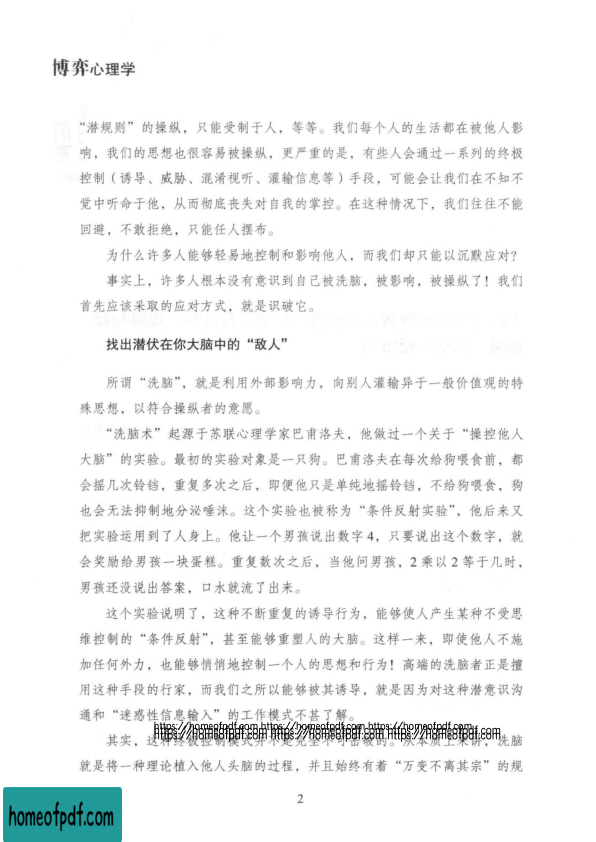 博弈心理学
“潜规则”的操纵，只能受制于人，等等。我们每个人的生活都在被他人影
响，我们的思想也很容易被操纵，更严重的是，有些人会通过一系列的终极
控制（诱导、威胁、混淆视听、灌输信息等）手段，可能会让我们在不知不
觉中听命于他，从而彻底丧失对自我的掌控。在这种情况下，我们往往不能
回避，不敢拒绝，只能任人摆布。
为什么许多人能够轻易地控制和影响他人，而我们却只能以沉默应对？
事实上，许多人根本没有意识到自己被洗脑，被影响，被操纵了！我们
首先应该采取的应对方式，就是识破它。
找出潜伏在你大脑中的“敌人”
所谓“洗脑”，就是利用外部影响力，向别人灌输异于一般价值观的特
殊思想，以符合操纵者的意愿。
“洗脑术”起源于苏联心理学家巴甫洛夫，他做过一个关于“操控他人
大脑”的实验。最初的实验对象是一只狗。巴甫洛夫在每次给狗喂食前，都
会摇几次铃铛，重复多次之后，即便他只是单纯地摇铃铛，不给狗喂食，狗
也会无法抑制地分泌唾沫。这个实验也被称为“条件反射实验”，他后来又
把实验运用到了人身上。他让一个男孩说出数字4，只要说出这个数字，就
会奖励给男孩一块蛋糕。重复数次之后，当他问男孩，2乘以2等于几时，
男孩还没说出答案，口水就流了出来。
这个实验说明了，这种不断重复的诱导行为，能够使人产生某种不受思
维控制的“条件反射”，甚至能够重塑人的大脑。这样一来，即使他人不施
加任何外力，也能够悄悄地控制一个人的思想和行为！高端的洗脑者正是擅
用这种手段的行家，而我们之所以能够被其诱导，就是因为对这种潜意识沟
通和“迷惑性信息输入”的工作模式不甚了解。
https://homeofpdf.com https://homeofpdf.com https://homeofpdf.com
https://homeofpdf.com https://homeofpdf.com https://homeofpdf.com
其实，这种终极控制模式并不是完全不可击破的。从本质上来讲，洗脑
就是将一种理论植入他人头脑的过程，并且始终有着“万变不离其宗”的规
2
homeofpdf.com